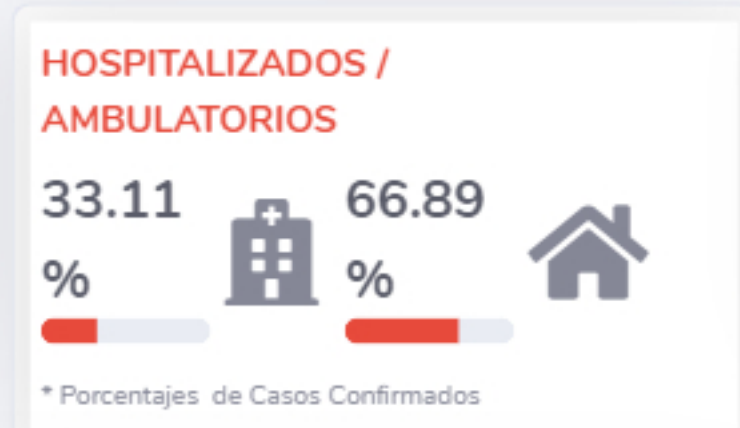 HOSPITALIZADOS /
AMBULATORIOS
33.11
%
66.89
%
* Porcentajes de Casos Confirmados